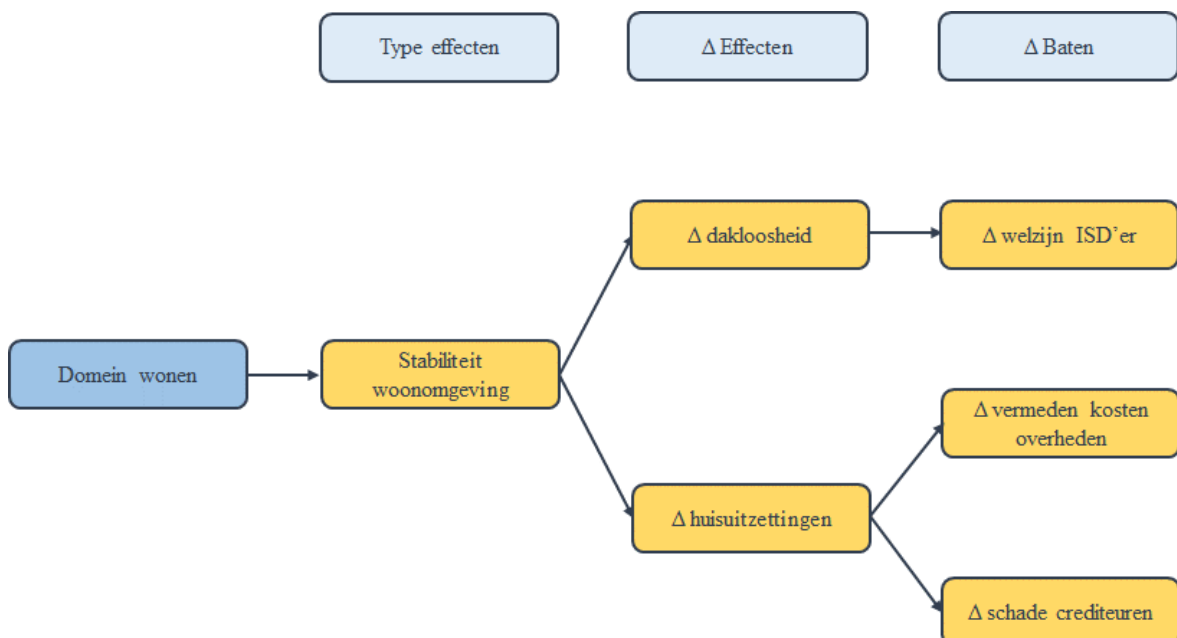 Type effecten
Δ Effecten
Δ Baten
Δ dakloosheid
Δ welzijn ISD’er
Domein wonen
Stabiliteit
woonomgeving
Δ vermeden kosten
overheden
Δ huisuitzettingen
Δ schade crediteuren